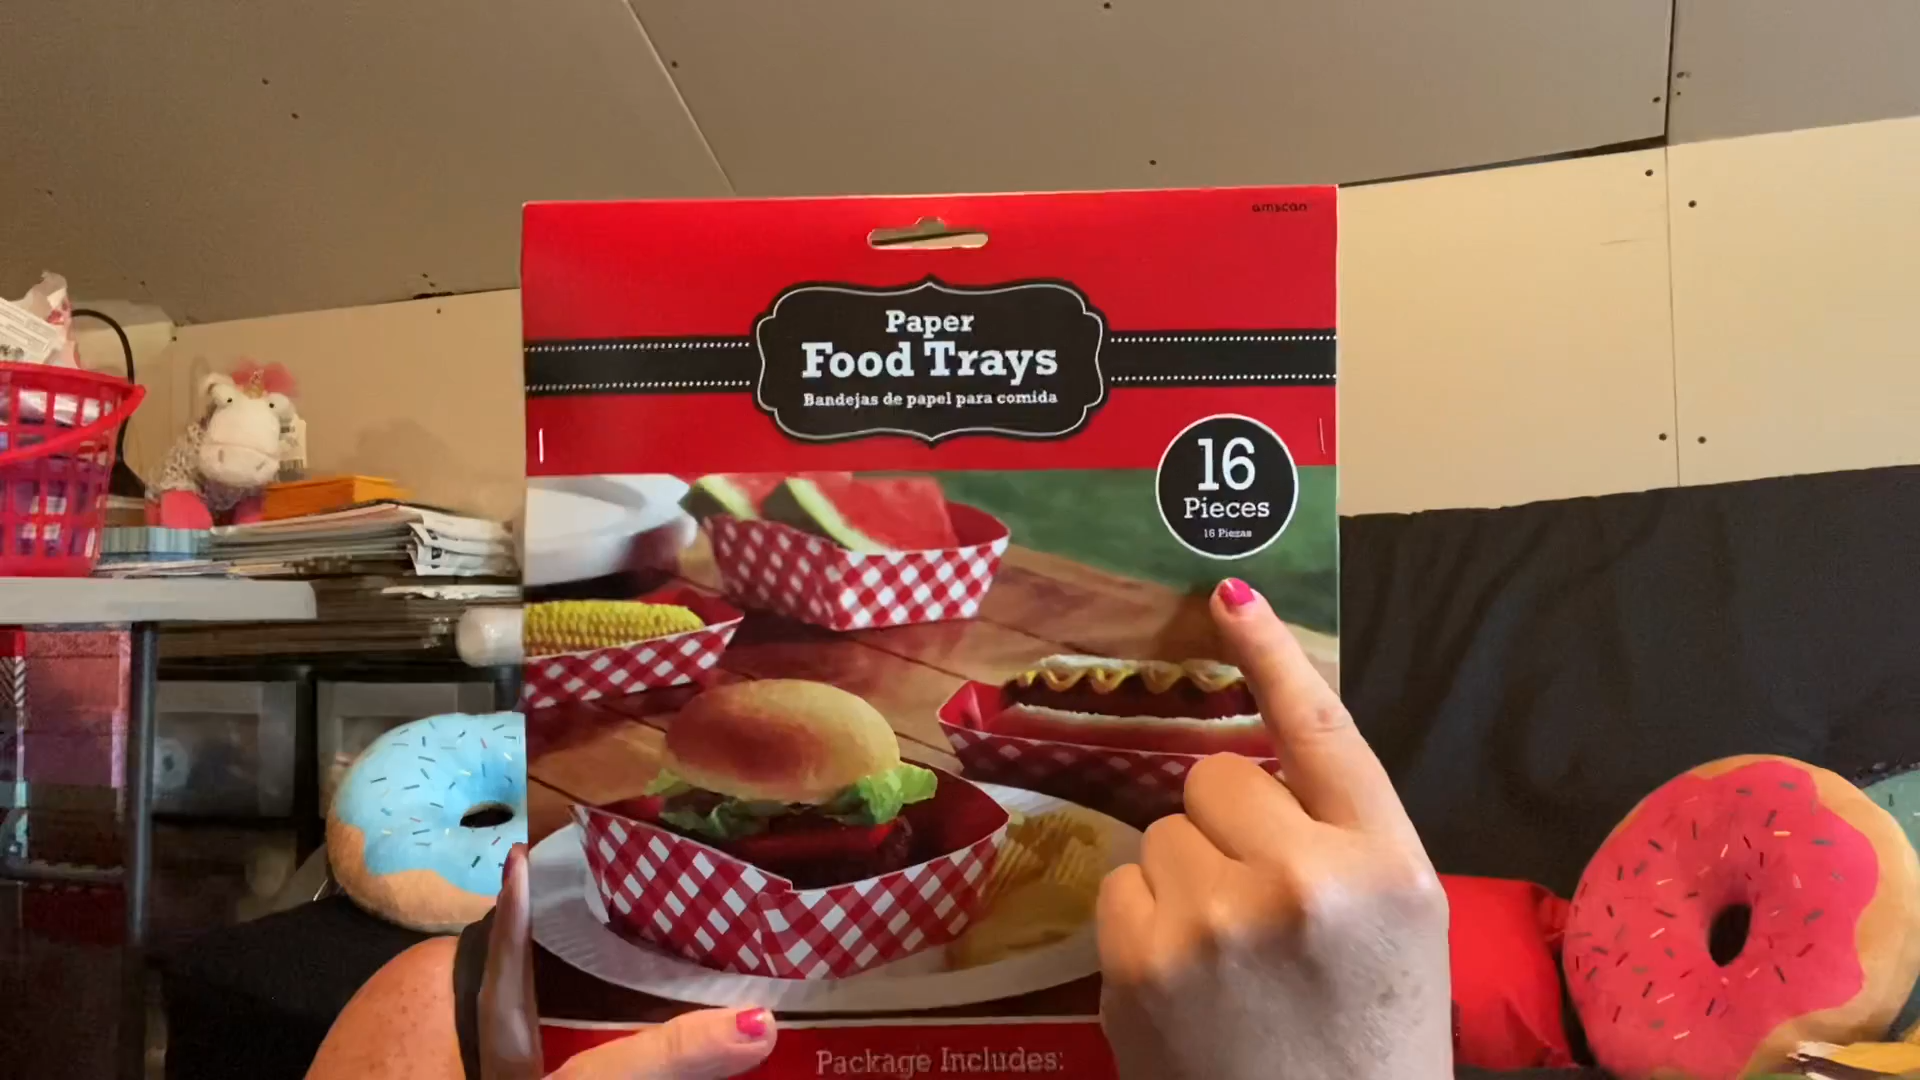 amscan
Paper
Food Trays
Bandejas de papel para comida
16
Pieces
16 Piezas
Package Includes: